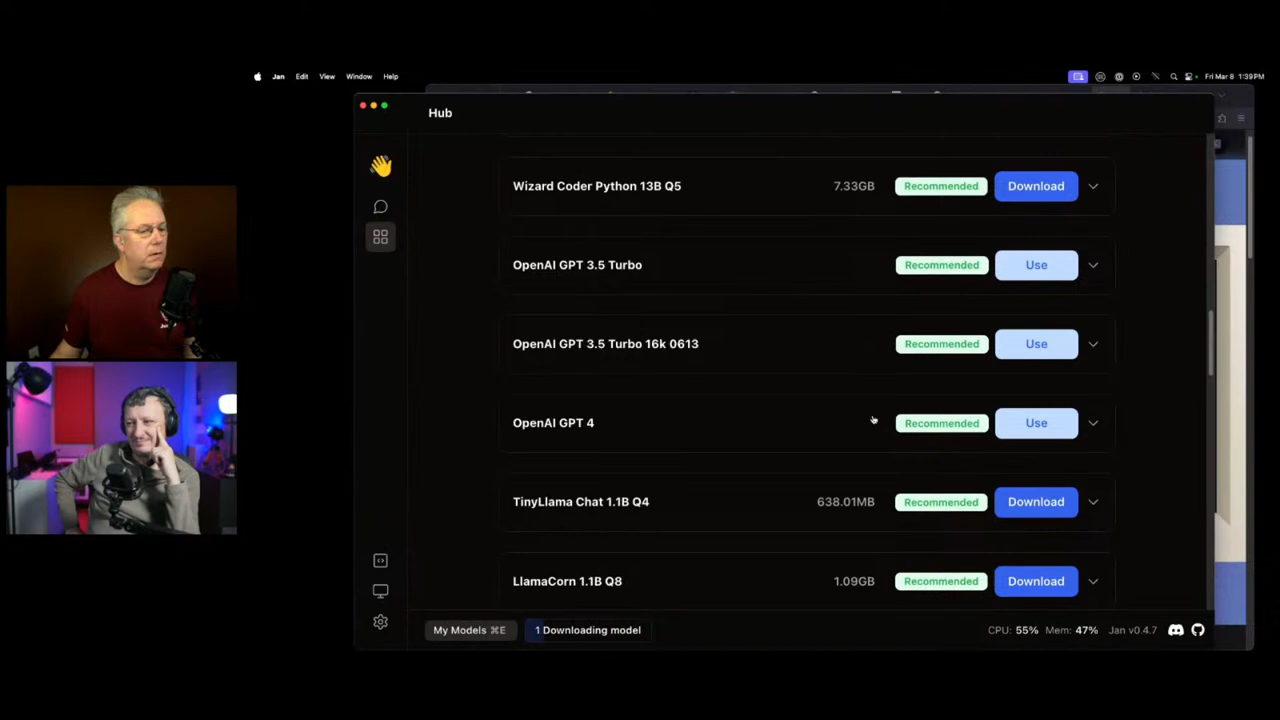 Jan Edit View Window Help
Fri Mar 8 1:39PM
Hub
Wizard Coder Python 13B Q5 7.33GB Recommended Download
OpenAI GPT 3.5 Turbo Recommended Use
OpenAI GPT 3.5 Turbo 16k 0613 Recommended Use
OpenAI GPT 4 Recommended Use
TinyLlama Chat 1.1B Q4 638.01MB Recommended Download
LlamaCorn 1.1B Q8 1.09GB Recommended Download
My Models ⌘E 1 Downloading model CPU: 55% Mem: 47% Jan v0.4.7